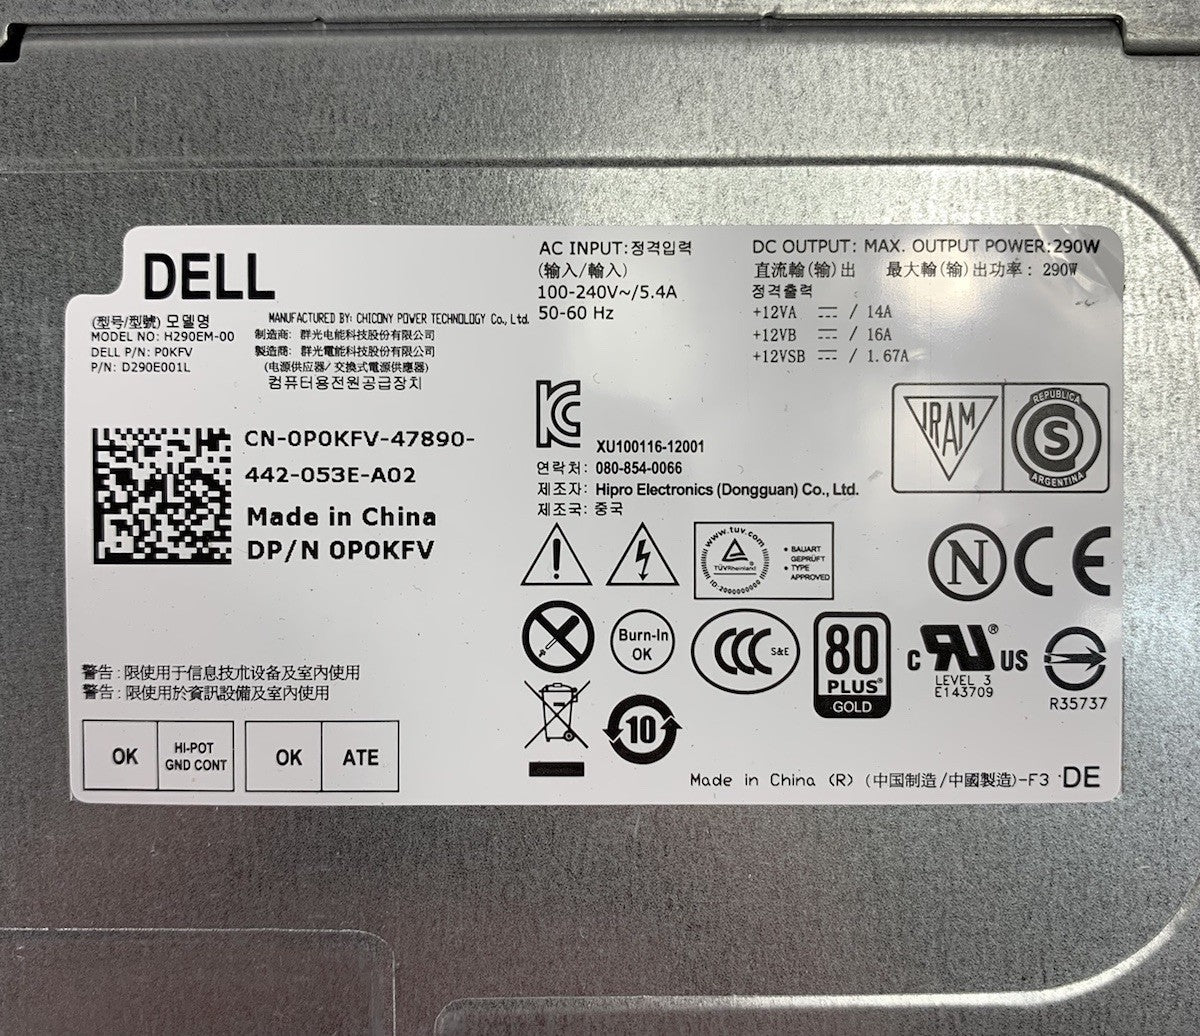 DELL
(型号/型號) 모델명
MODEL NO: H290EM-00
DELL P/N: P0KFV
P/N: D290E001L
MANUFACTURED BY: CHICONY POWER TECHNOLOGY Co., Ltd.
制造商: 群光电能科技股份有限公司
製造商: 群光電能科技股份有限公司
(电源供应器/交換式電源供應器)
컴퓨터용전원공급장치
CN-0P0KFV-47890-
442-053E-A02
Made in China
DP/N 0P0KFV
警告:限使用于信息技朮设备及室內使用
警告:限使用於資訊設備及室內使用
OK
HI-POT
GND CONT
OK
ATE
AC INPUT:정격입력
(输入/輸入)
100-240V~/5.4A
50-60 Hz
DC OUTPUT: MAX. OUTPUT POWER:290W
直流輸(输)出 最大輸(输)出功率: 290W
정격출력
+12VA / 14A
+12VB / 16A
+12VSB / 1.67A
XU100116-12001
연락처: 080-854-0066
제조자: Hipro Electronics (Dongguan) Co., Ltd.
제조국: 중국
IRAM
REPUBLICA
S
ARGENTINA
www.tuv.com
TÜVRheinland
ID:2000000000
• BAUART
GEPRÜFT
• TYPE
APPROVED
N
CE
Burn-In
OK
CCC
S&E
80
PLUS®
GOLD
c RU® US
LEVEL 3
E143709
R35737
10
Made in China (R) (中国制造/中國製造)-F3 DE